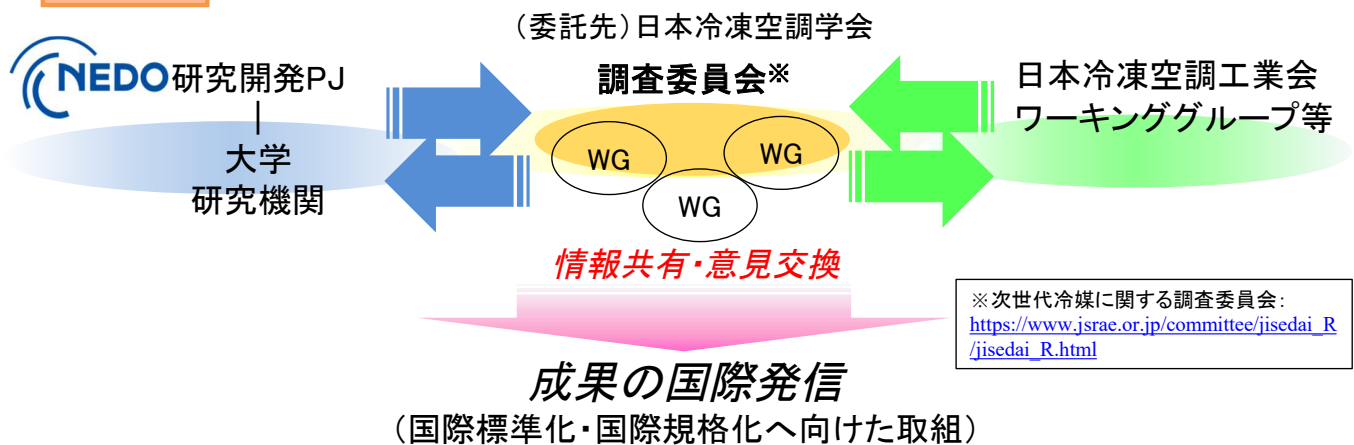 (委託先)日本冷凍空調学会
NEDO研究開発PJ
大学
研究機関
調査委員会※
WG
WG
WG
日本冷凍空調工業会
ワーキンググループ等
情報共有・意見交換
※次世代冷媒に関する調査委員会:
https://www.jsrae.or.jp/committee/jisedai_R
/jisedai_R.html
成果の国際発信
(国際標準化・国際規格化へ向けた取組)